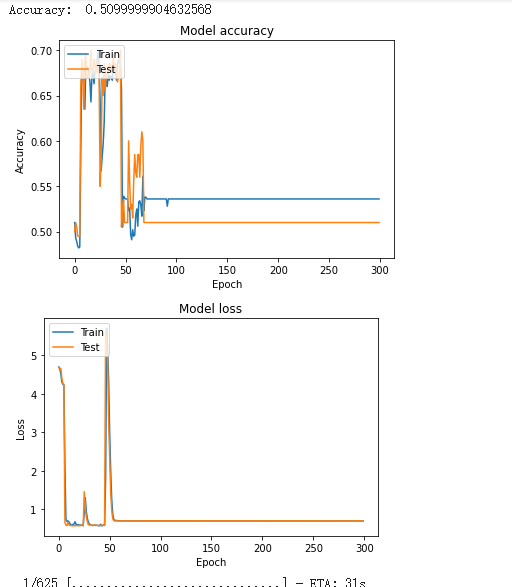 Accuracy:  0.5099999904632568
Model accuracy
Train
Test
0.70
0.65
0.60
0.55
0.50
Accuracy
0 50 100 150 200 250 300
Epoch
Model loss
Train
Test
5
4
3
2
1
Loss
0 50 100 150 200 250 300
Epoch
1/625 [..............................] - ETA: 31s